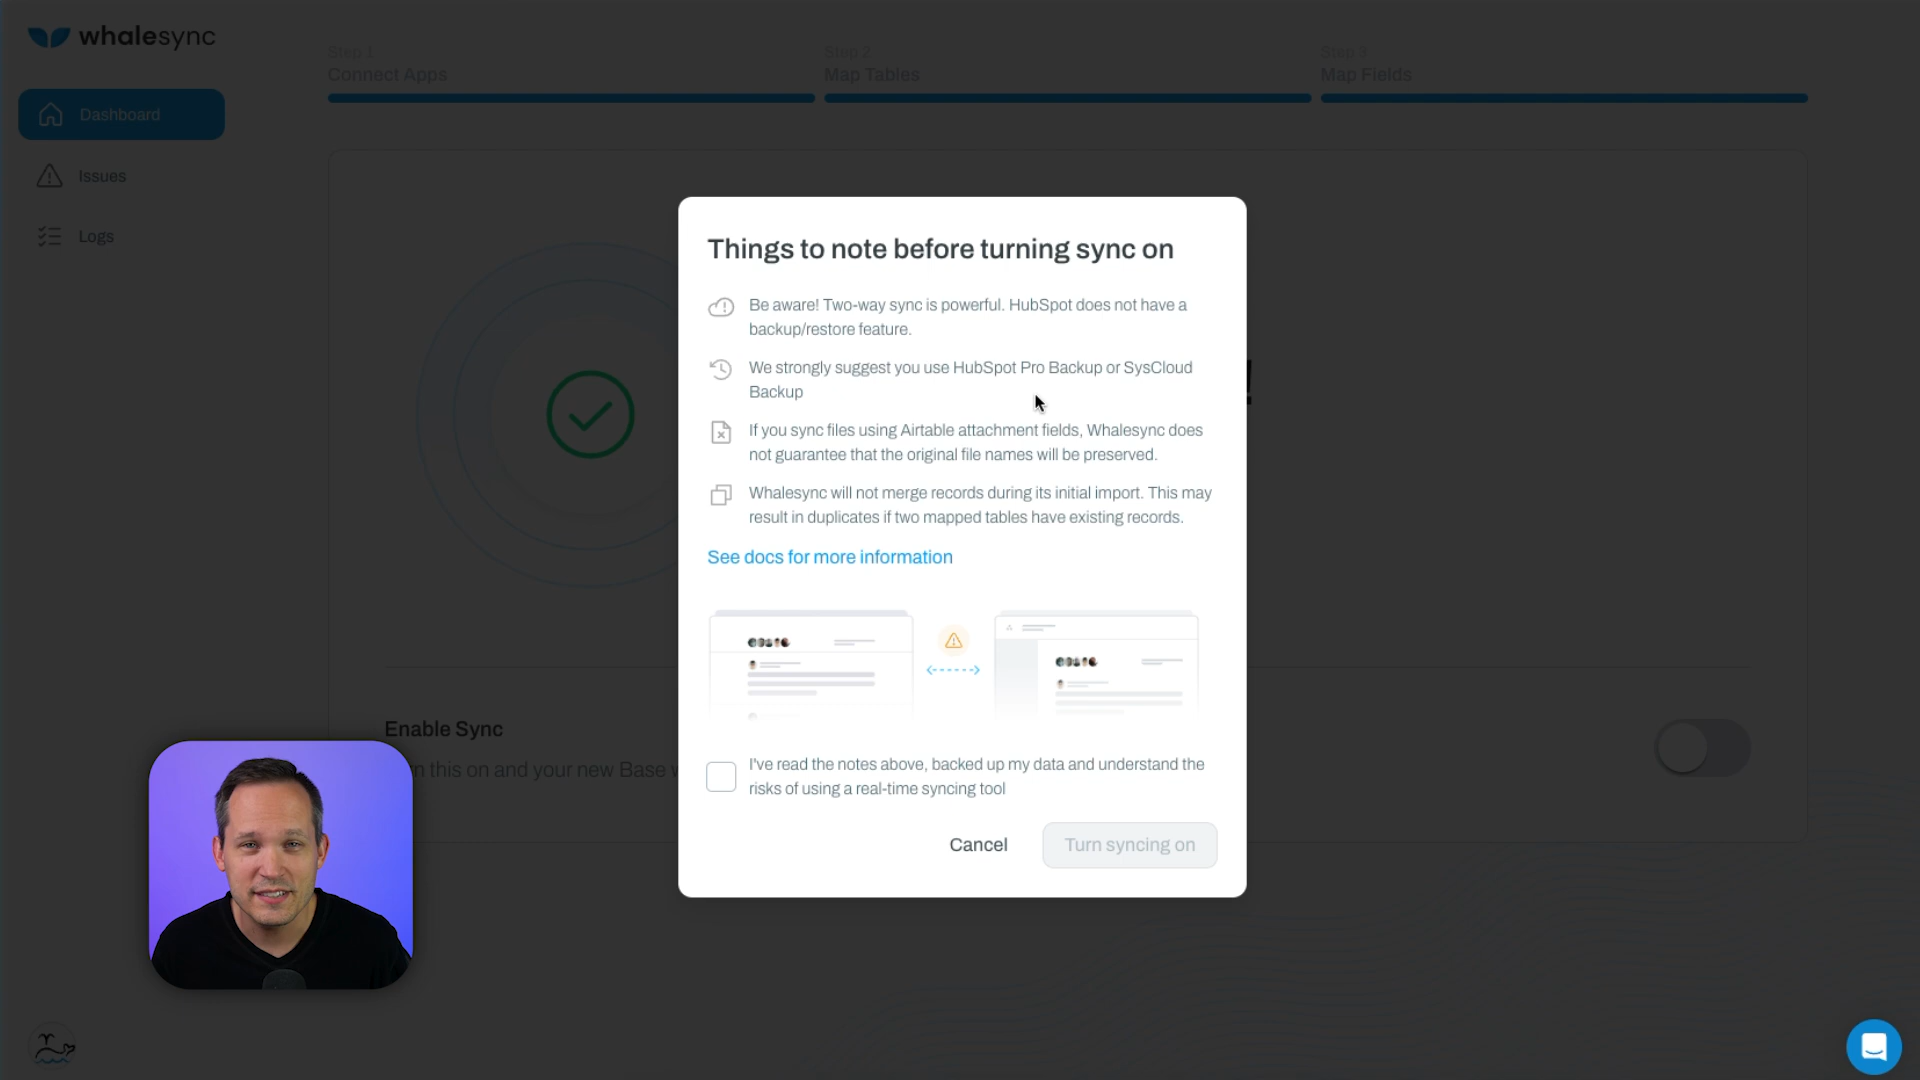 whalesync
Step 1
Connect Apps
Step 2
Map Tables
Step 3
Map Fields
Dashboard
Issues
Logs
Things to note before turning sync on
Be aware! Two-way sync is powerful. HubSpot does not have a
backup/restore feature.
We strongly suggest you use HubSpot Pro Backup or SysCloud
Backup
If you sync files using Airtable attachment fields, Whalesync does
not guarantee that the original file names will be preserved.
Whalesync will not merge records during its initial import. This may
result in duplicates if two mapped tables have existing records.
See docs for more information
!
Enable Sync
this on and your new Base
I've read the notes above, backed up my data and understand the
risks of using a real-time syncing tool
Cancel
Turn syncing on